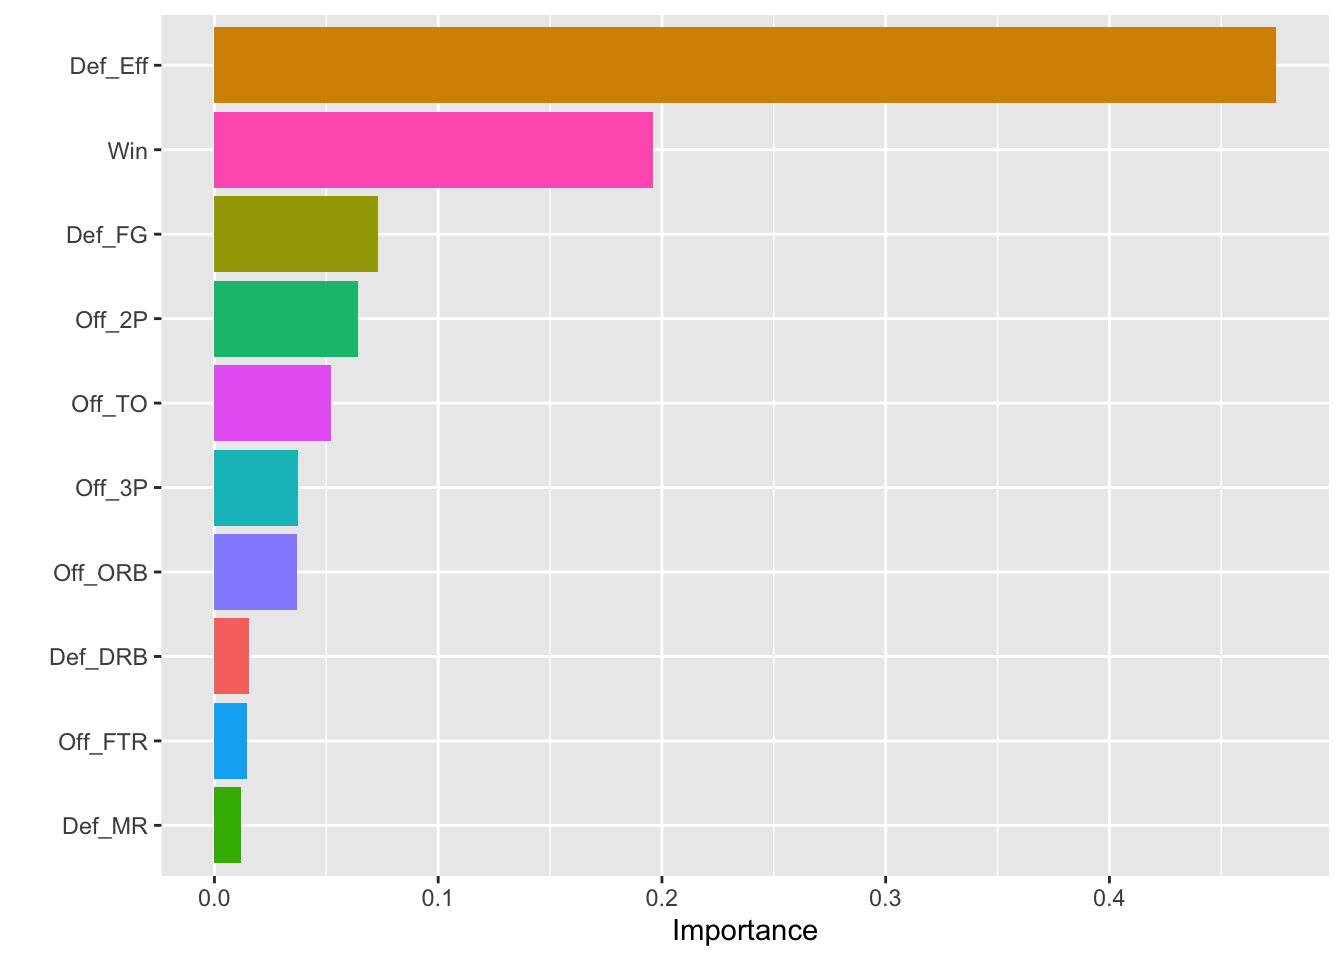 Def_Eff
Win
Def_FG
Off_2P
Off_TO
Off_3P
Off_ORB
Def_DRB
Off_FTR
Def_MR
0.0 0.1 0.2 0.3 0.4
Importance